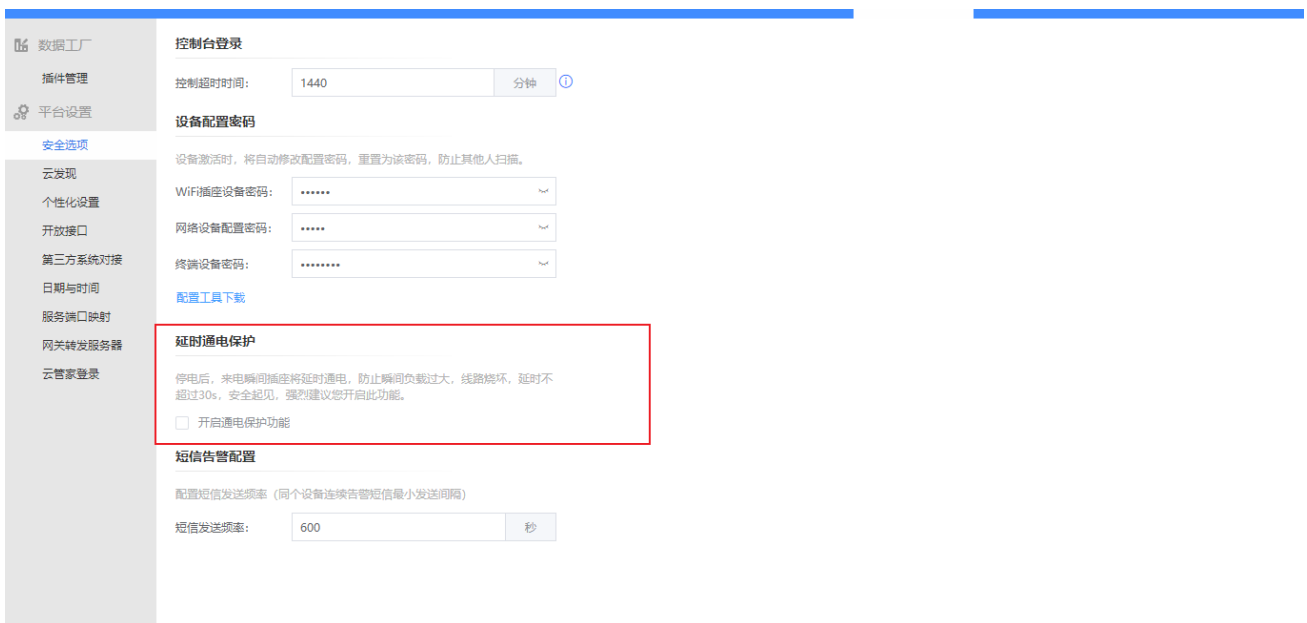 数据工厂
插件管理
平台设置
安全选项
云发现
个性化设置
开放接口
第三方系统对接
日期与时间
服务端口映射
网关转发服务器
云管家登录
控制台登录
控制超时时间：
1440
分钟
设备配置密码
设备激活时，将自动修改配置密码，重置为该密码，防止其他人扫描。
WiFi插座设备密码：
••••••
网络设备配置密码：
•••••
终端设备密码：
••••••••
配置工具下载
延时通电保护
停电后，来电瞬间插座将延时通电，防止瞬间负载过大，线路烧坏，延时不
超过30s，安全起见，强烈建议您开启此功能。
开启通电保护功能
短信告警配置
配置短信发送频率（同个设备连续告警短信最小发送间隔）
短信发送频率：
600
秒